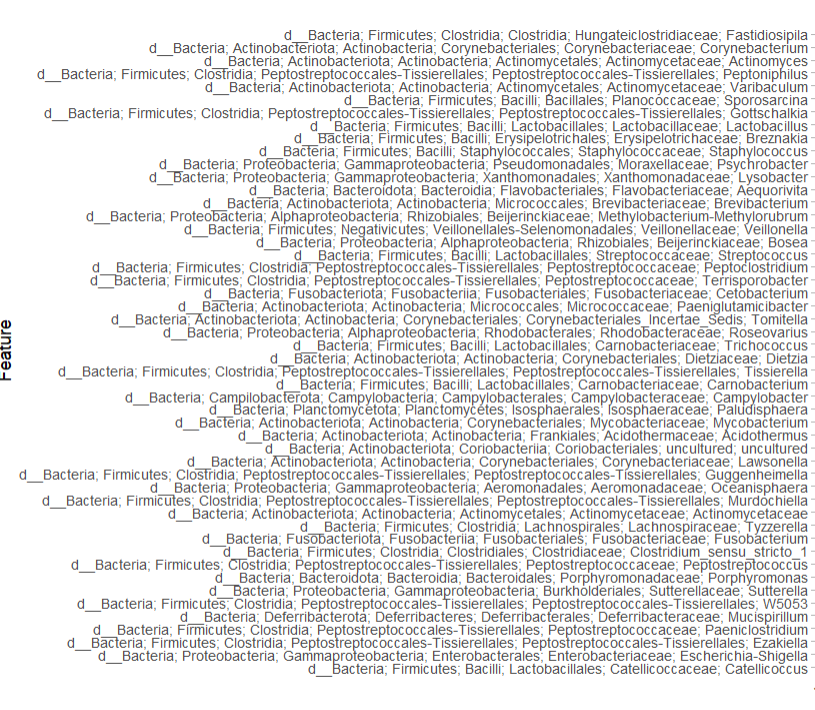 d__Bacteria; Firmicutes; Clostridia; Clostridia; Hungateiclostridiaceae; Fastidiosipila
d__Bacteria; Actinobacteriota; Actinobacteria; Corynebacteriales; Corynebacteriaceae; Corynebacterium
d__Bacteria; Actinobacteriota; Actinobacteria; Actinomycetales; Actinomycetaceae; Actinomyces
d__Bacteria; Firmicutes; Clostridia; Peptostreptococcales-Tissierellales; Peptostreptococcales-Tissierellales; Peptoniphilus
d__Bacteria; Actinobacteriota; Actinobacteria; Actinomycetales; Actinomycetaceae; Varibaculum
d__Bacteria; Firmicutes; Bacilli; Bacillales; Planococcaceae; Sporosarcina
d__Bacteria; Firmicutes; Clostridia; Peptostreptococcales-Tissierellales; Peptostreptococcales-Tissierellales; Gottschalkia
d__Bacteria; Firmicutes; Bacilli; Lactobacillales; Lactobacillaceae; Lactobacillus
d__Bacteria; Firmicutes; Bacilli; Erysipelotrichales; Erysipelotrichaceae; Breznakia
d__Bacteria; Firmicutes; Bacilli; Staphylococcales; Staphylococcaceae; Staphylococcus
d__Bacteria; Proteobacteria; Gammaproteobacteria; Pseudomonadales; Moraxellaceae; Psychrobacter
d__Bacteria; Proteobacteria; Gammaproteobacteria; Xanthomonadales; Xanthomonadaceae; Lysobacter
d__Bacteria; Bacteroidota; Bacteroidia; Flavobacteriales; Flavobacteriaceae; Aequorivita
d__Bacteria; Actinobacteriota; Actinobacteria; Micrococcales; Brevibacteriaceae; Brevibacterium
d__Bacteria; Proteobacteria; Alphaproteobacteria; Rhizobiales; Beijerinckiaceae; Methylobacterium-Methylorubrum
d__Bacteria; Firmicutes; Negativicutes; Veillonellales-Selenomonadales; Veillonellaceae; Veillonella
d__Bacteria; Proteobacteria; Alphaproteobacteria; Rhizobiales; Beijerinckiaceae; Bosea
d__Bacteria; Firmicutes; Bacilli; Lactobacillales; Streptococcaceae; Streptococcus
d__Bacteria; Firmicutes; Clostridia; Peptostreptococcales-Tissierellales; Peptostreptococcaceae; Peptoclostridium
d__Bacteria; Firmicutes; Clostridia; Peptostreptococcales-Tissierellales; Peptostreptococcaceae; Terrisporobacter
d__Bacteria; Fusobacteriota; Fusobacteriia; Fusobacteriales; Fusobacteriaceae; Cetobacterium
d__Bacteria; Actinobacteriota; Actinobacteria; Micrococcales; Micrococcaceae; Paeniglutamicibacter
d__Bacteria; Actinobacteriota; Actinobacteria; Corynebacteriales; Corynebacteriales_Incertae_Sedis; Tomitella
d__Bacteria; Proteobacteria; Alphaproteobacteria; Rhodobacterales; Rhodobacteraceae; Roseovarius
d__Bacteria; Firmicutes; Bacilli; Lactobacillales; Carnobacteriaceae; Trichococcus
d__Bacteria; Actinobacteriota; Actinobacteria; Corynebacteriales; Dietziaceae; Dietzia
d__Bacteria; Firmicutes; Clostridia; Peptostreptococcales-Tissierellales; Peptostreptococcales-Tissierellales; Tissierella
d__Bacteria; Firmicutes; Bacilli; Lactobacillales; Carnobacteriaceae; Carnobacterium
d__Bacteria; Campilobacterota; Campylobacteria; Campylobacterales; Campylobacteraceae; Campylobacter
d__Bacteria; Planctomycetota; Planctomycetes; Isosphaerales; Isosphaeraceae; Paludisphaera
d__Bacteria; Actinobacteriota; Actinobacteria; Corynebacteriales; Mycobacteriaceae; Mycobacterium
d__Bacteria; Actinobacteriota; Actinobacteria; Frankiales; Acidothermaceae; Acidothermus
d__Bacteria; Actinobacteriota; Coriobacteriia; Coriobacteriales; uncultured; uncultured
d__Bacteria; Actinobacteriota; Actinobacteria; Corynebacteriales; Corynebacteriaceae; Lawsonella
d__Bacteria; Firmicutes; Clostridia; Peptostreptococcales-Tissierellales; Peptostreptococcales-Tissierellales; Guggenheimella
d__Bacteria; Proteobacteria; Gammaproteobacteria; Aeromonadales; Aeromonadaceae; Oceanisphaera
d__Bacteria; Firmicutes; Clostridia; Peptostreptococcales-Tissierellales; Peptostreptococcales-Tissierellales; Murdochiella
d__Bacteria; Actinobacteriota; Actinobacteria; Actinomycetales; Actinomycetaceae; Actinomycetaceae
d__Bacteria; Firmicutes; Clostridia; Lachnospirales; Lachnospiraceae; Tyzzerella
d__Bacteria; Fusobacteriota; Fusobacteriia; Fusobacteriales; Fusobacteriaceae; Fusobacterium
d__Bacteria; Firmicutes; Clostridia; Clostridiales; Clostridiaceae; Clostridium_sensu_stricto_1
d__Bacteria; Firmicutes; Clostridia; Peptostreptococcales-Tissierellales; Peptostreptococcaceae; Peptostreptococcus
d__Bacteria; Bacteroidota; Bacteroidia; Bacteroidales; Porphyromonadaceae; Porphyromonas
d__Bacteria; Proteobacteria; Gammaproteobacteria; Burkholderiales; Sutterellaceae; Sutterella
d__Bacteria; Firmicutes; Clostridia; Peptostreptococcales-Tissierellales; Peptostreptococcales-Tissierellales; W5053
d__Bacteria; Deferribacterota; Deferribacteres; Deferribacterales; Deferribacteraceae; Mucispirillum
d__Bacteria; Firmicutes; Clostridia; Peptostreptococcales-Tissierellales; Peptostreptococcaceae; Paeniclostridium
d__Bacteria; Firmicutes; Clostridia; Peptostreptococcales-Tissierellales; Peptostreptococcales-Tissierellales; Ezakiella
d__Bacteria; Proteobacteria; Gammaproteobacteria; Enterobacterales; Enterobacteriaceae; Escherichia-Shigella
d__Bacteria; Firmicutes; Bacilli; Lactobacillales; Catellicoccaceae; Catellicoccus
Feature